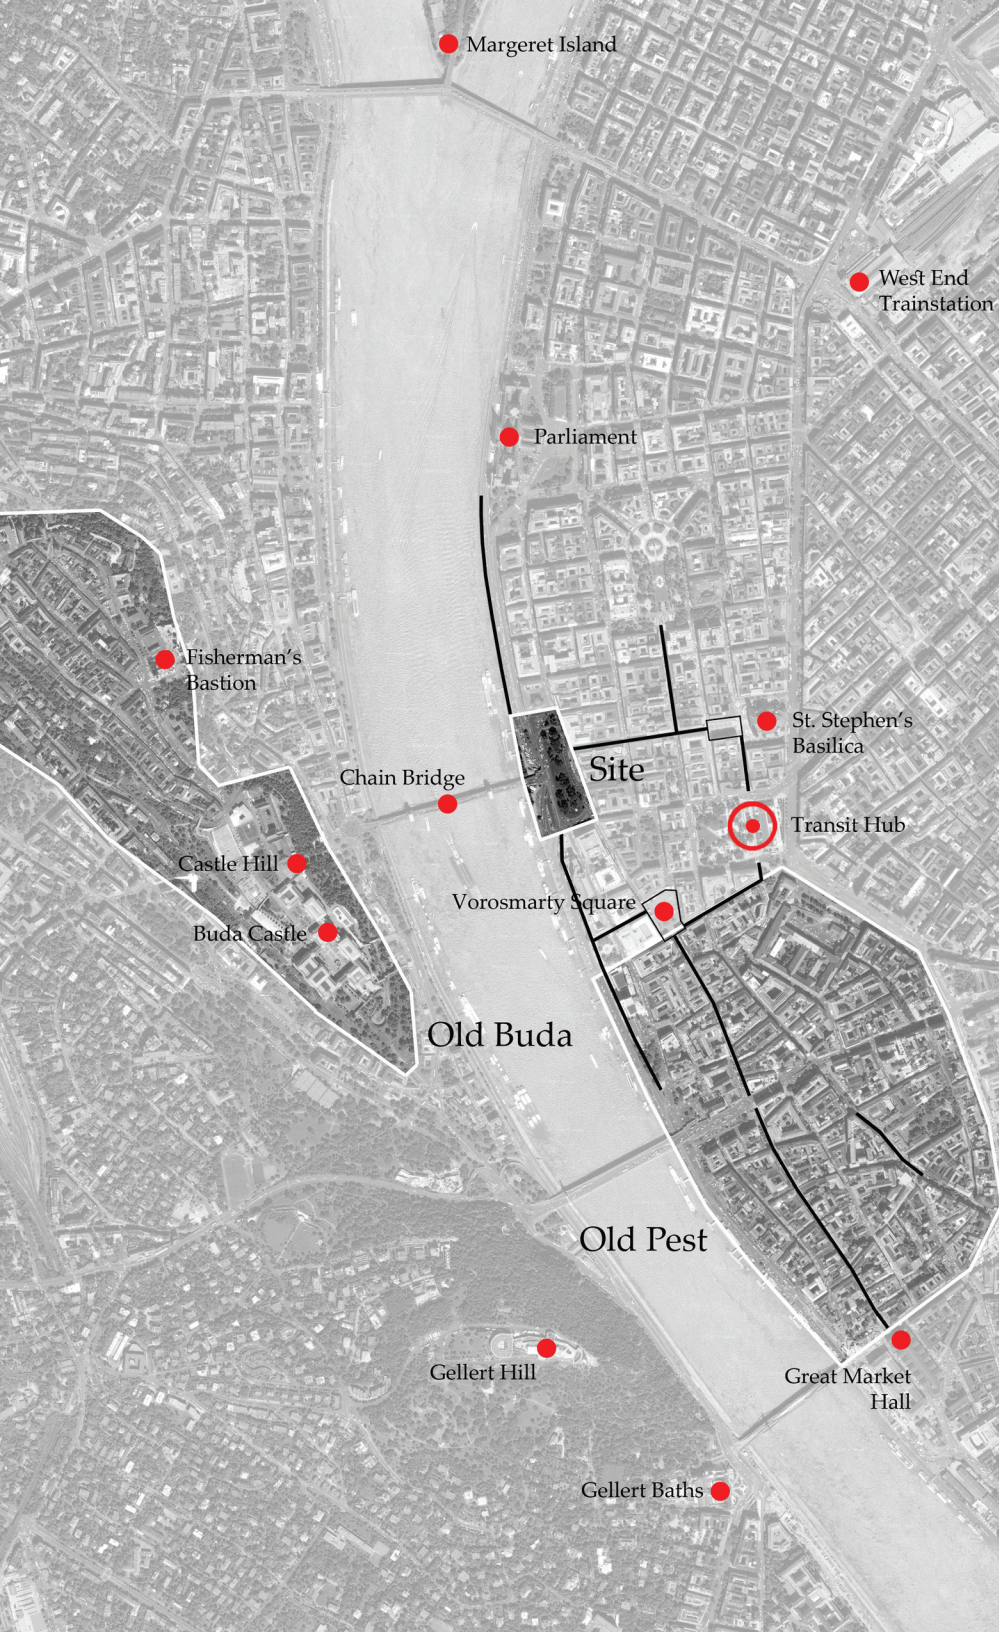 Margeret Island
West End
Trainstation
Parliament
Fisherman's
Bastion
St. Stephen's
Basilica
Site
Chain Bridge
Transit Hub
Castle Hill
Vorosmarty Square
Buda Castle
Old Buda
Old Pest
Gellert Hill
Great Market
Hall
Gellert Baths